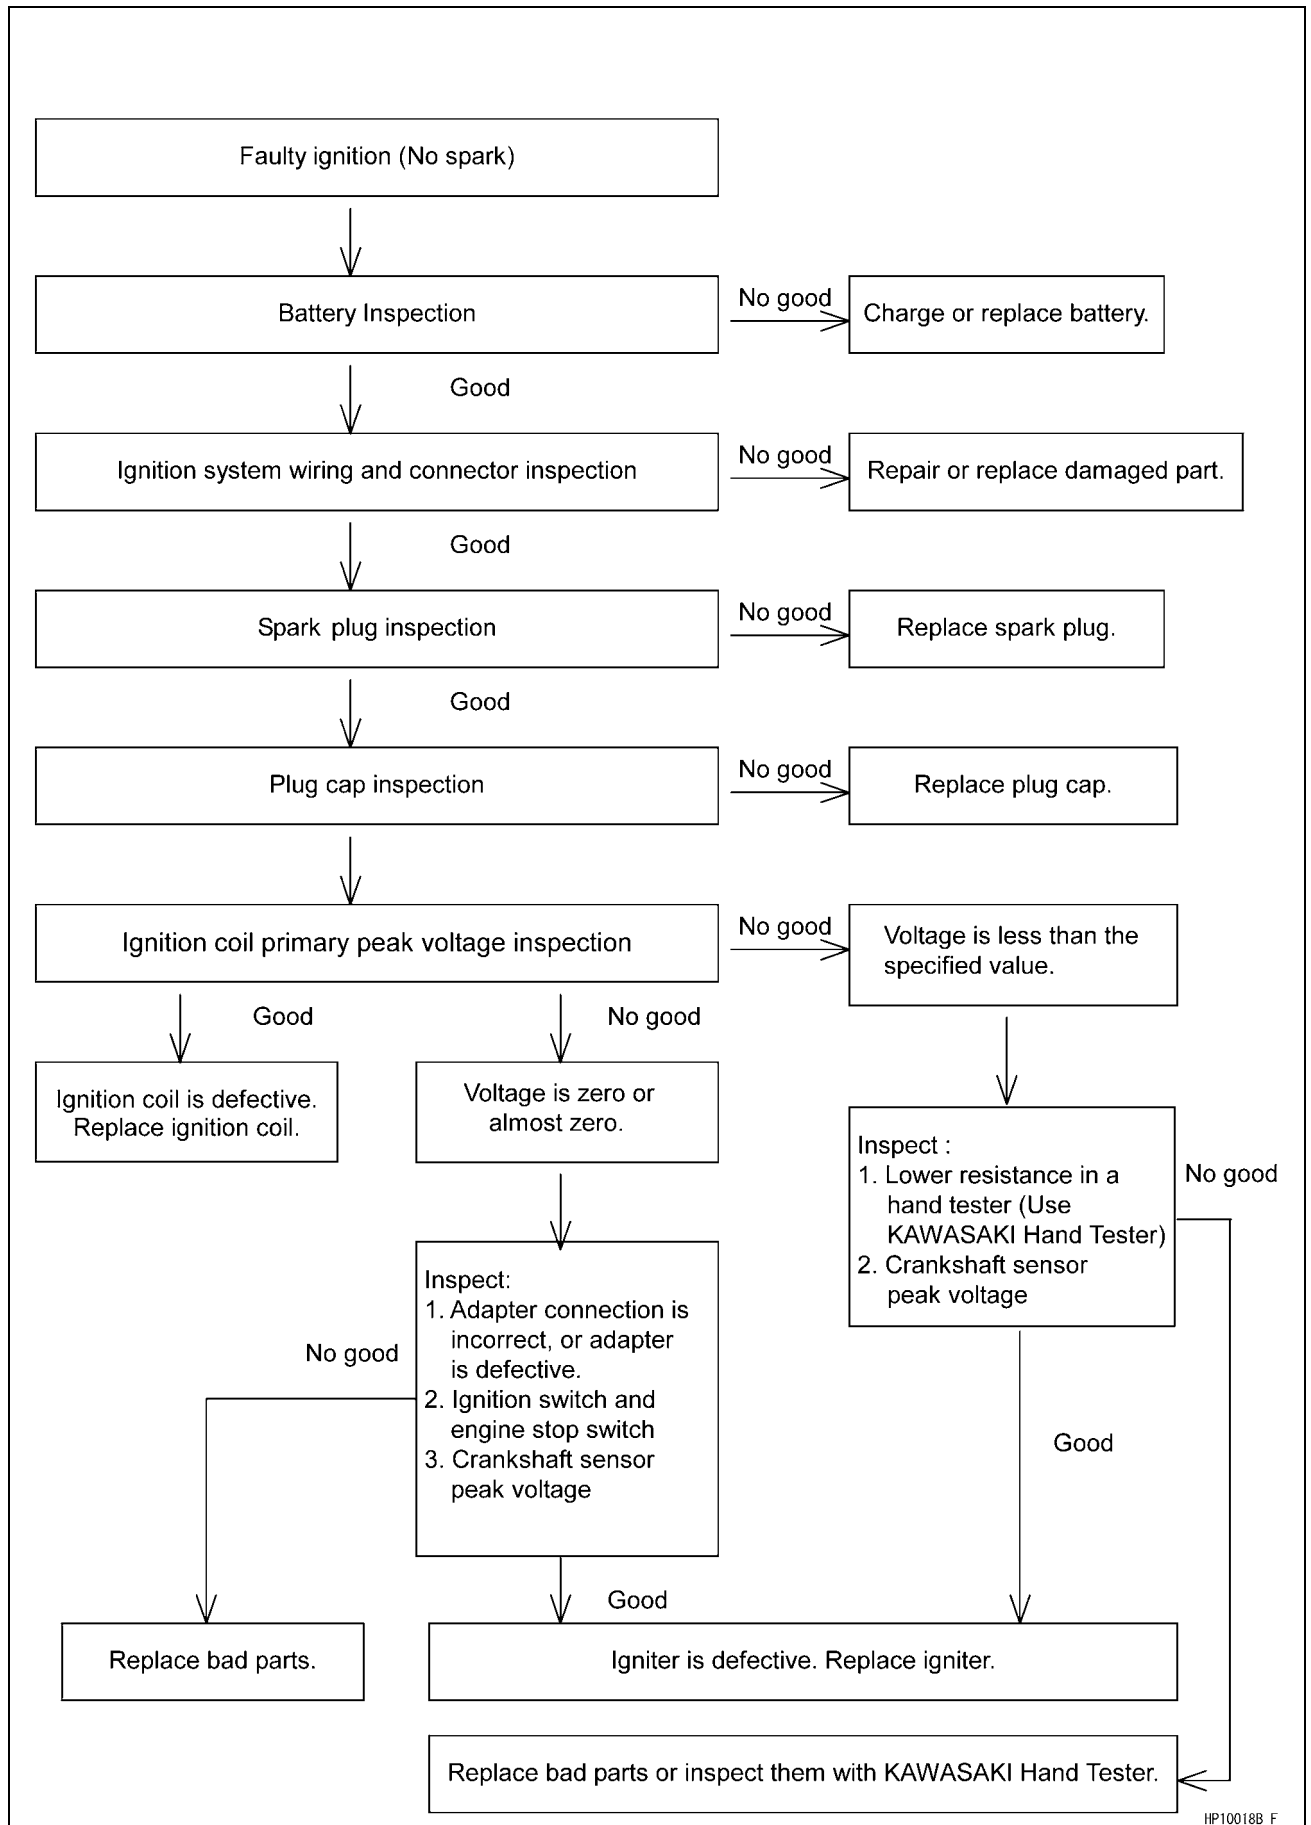 Faulty ignition (No spark)
Battery Inspection
No good
Charge or replace battery.
Good
Ignition system wiring and connector inspection
No good
Repair or replace damaged part.
Good
Spark plug inspection
No good
Replace spark plug.
Good
Plug cap inspection
No good
Replace plug cap.
Ignition coil primary peak voltage inspection
No good
Voltage is less than the
specified value.
Good
No good
Ignition coil is defective.
Replace ignition coil.
Voltage is zero or
almost zero.
Inspect :
1. Lower resistance in a
hand tester (Use
KAWASAKI Hand Tester)
2. Crankshaft sensor
peak voltage
No good
Inspect:
1. Adapter connection is
incorrect, or adapter
is defective.
2. Ignition switch and
engine stop switch
3. Crankshaft sensor
peak voltage
No good
Good
Good
Replace bad parts.
Igniter is defective. Replace igniter.
Replace bad parts or inspect them with KAWASAKI Hand Tester.
HP10018B F